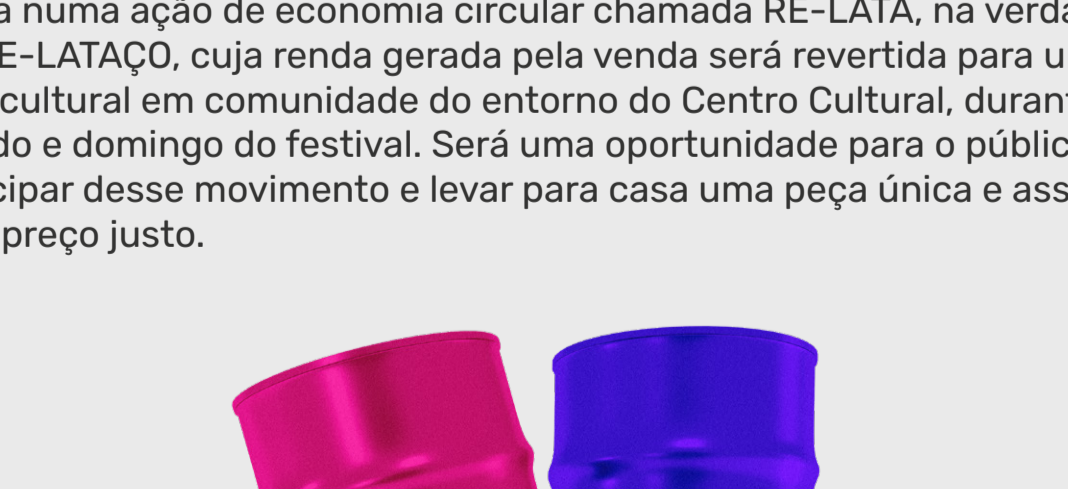 a numa ação de economia circular chamada RE-LATA, na verda
E-LATAÇO, cuja renda gerada pela venda será revertida para u
cultural em comunidade do entorno do Centro Cultural, durant
do e domingo do festival. Será uma oportunidade para o públic
cipar desse movimento e levar para casa uma peça única e ass
preço justo.